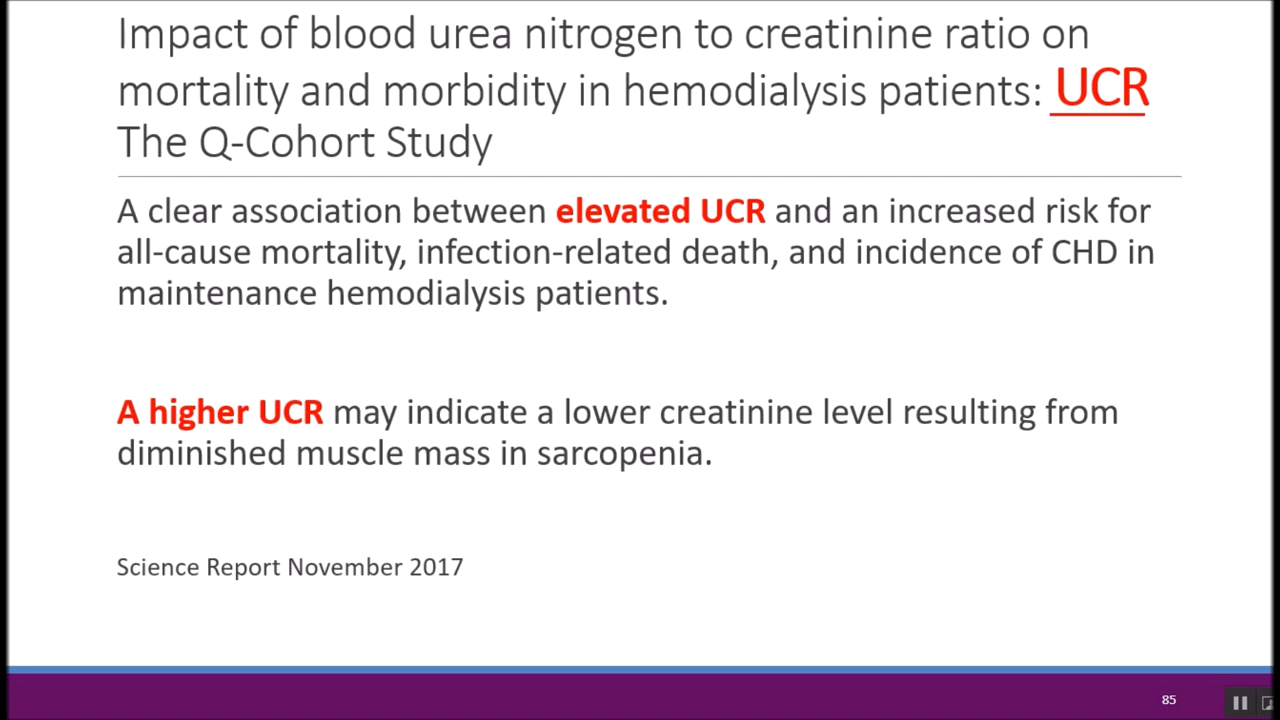 Impact of blood urea nitrogen to creatinine ratio on
mortality and morbidity in hemodialysis patients: UCR
The Q-Cohort Study
A clear association between elevated UCR and an increased risk for
all-cause mortality, infection-related death, and incidence of CHD in
maintenance hemodialysis patients.
A higher UCR may indicate a lower creatinine level resulting from
diminished muscle mass in sarcopenia.
Science Report November 2017
85